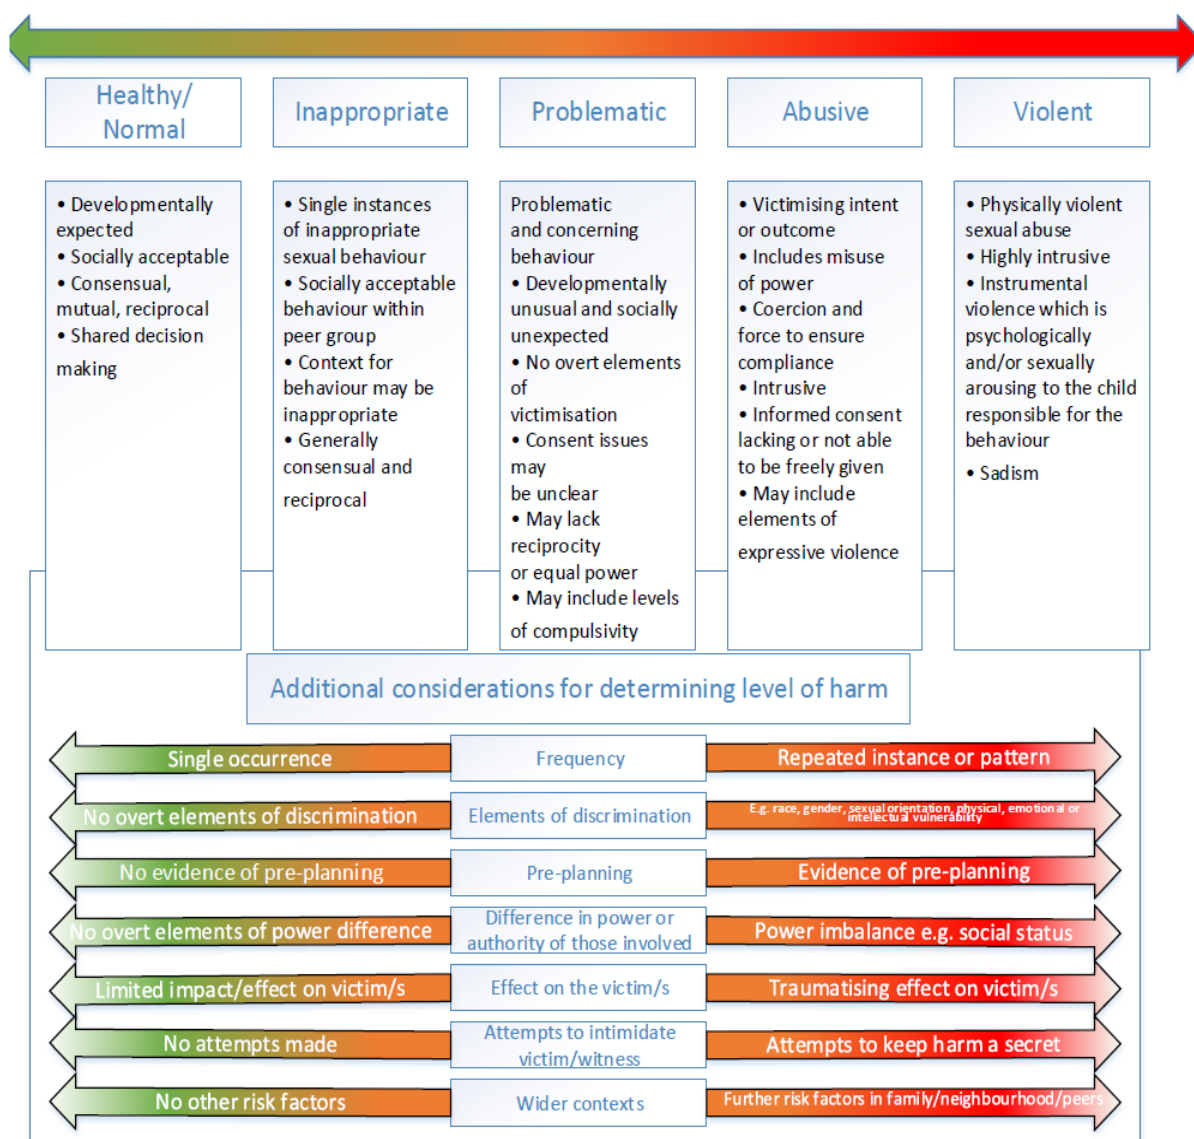 Healthy/
Normal
Inappropriate
Problematic
Abusive
Violent
• Developmentally
expected
• Socially acceptable
• Consensual,
mutual, reciprocal
• Shared decision
making
• Single instances
of inappropriate
sexual behaviour
• Socially acceptable
behaviour within
peer group
• Context for
behaviour may be
inappropriate
• Generally
consensual and
reciprocal
Problematic
and concerning
behaviour
• Developmentally
unusual and socially
unexpected
• No overt elements
of
victimisation
• Consent issues
may
be unclear
• May lack
reciprocity
or equal power
• May include levels
of compulsivity
• Victimising intent
or outcome
• Includes misuse
of power
• Coercion and
force to ensure
compliance
• Intrusive
• Informed consent
lacking or not able
to be freely given
• May include
elements of
expressive violence
• Physically violent
sexual abuse
• Highly intrusive
• Instrumental
violence which is
psychologically
and/or sexually
arousing to the child
responsible for the
behaviour
• Sadism
Additional considerations for determining level of harm
Single occurrence
Frequency
Repeated instance or pattern
No overt elements of discrimination
Elements of discrimination
E.g. race, gender, sexual orientation, physical, emotional or
intellectual vulnerability
No evidence of pre-planning
Pre-planning
Evidence of pre-planning
No overt elements of power difference
Difference in power or
authority of those involved
Power imbalance e.g. social status
Limited impact/effect on victim/s
Effect on the victim/s
Traumatising effect on victim/s
No attempts made
Attempts to intimidate
victim/witness
Attempts to keep harm a secret
No other risk factors
Wider contexts
Further risk factors in family/neighbourhood/peers